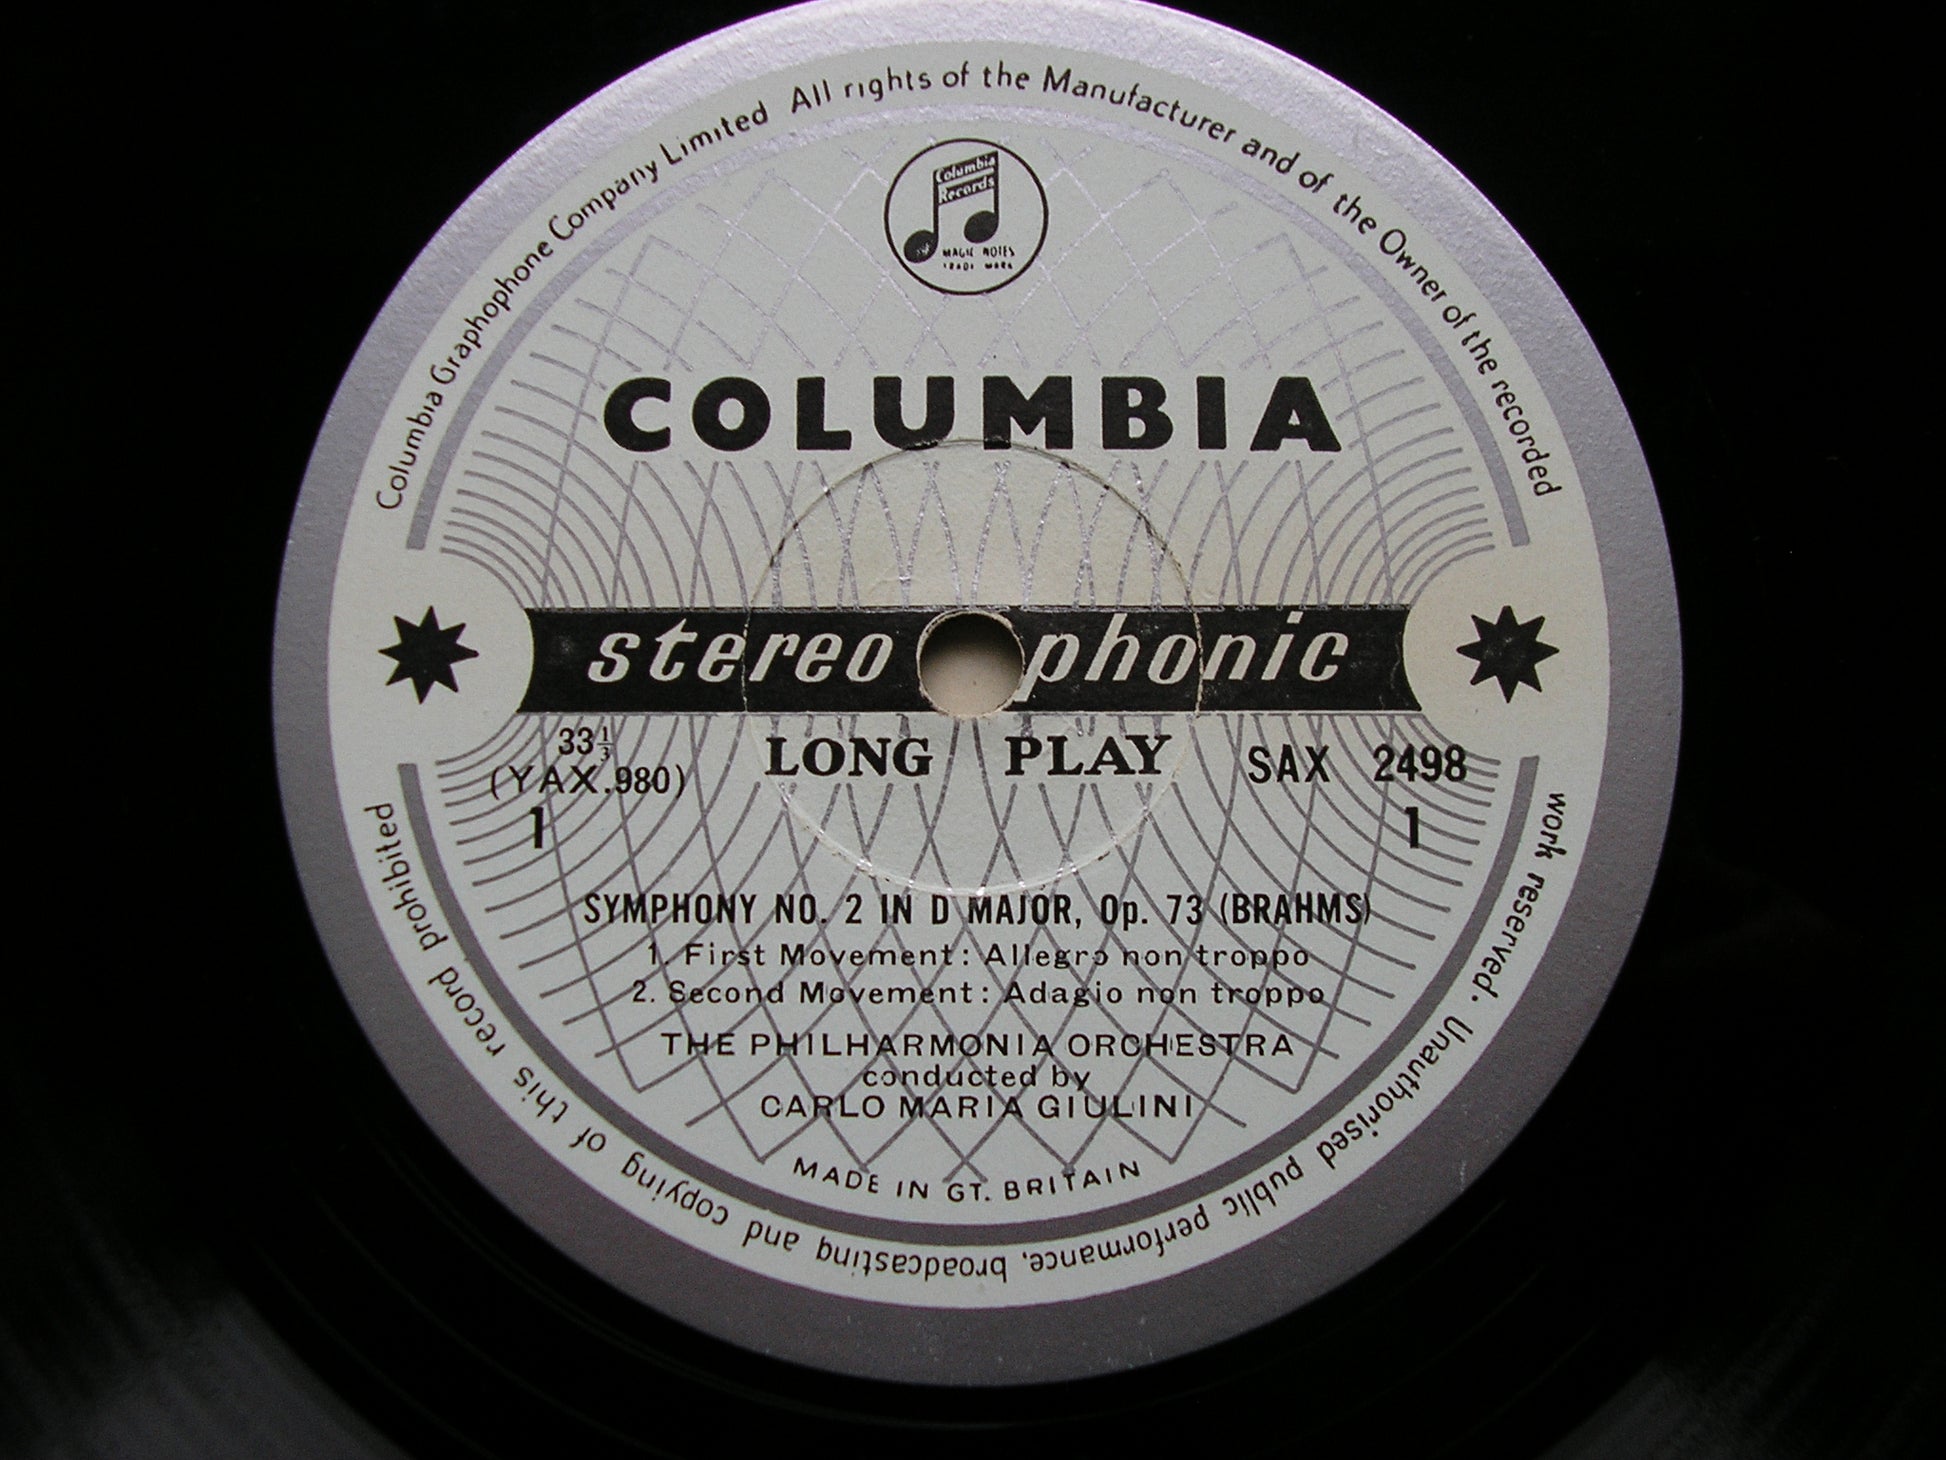 Columbia Graphophone Company Limited All rights of the Manufacturer and of the Owner of the recorded
work reserved. Unauthorised public performance, broadcasting and copying of this record prohibited
Columbia
Records
MAGIC NOTES
TRADE MARK
COLUMBIA
stereophonic
33⅓
(YAX.980)
1
LONG PLAY
SAX 2498
1
SYMPHONY NO. 2 IN D MAJOR, Op. 73 (BRAHMS)
1. First Movement: Allegro non troppo
2. Second Movement: Adagio non troppo
THE PHILHARMONIA ORCHESTRA
conducted by
CARLO MARIA GIULINI
MADE IN GT. BRITAIN